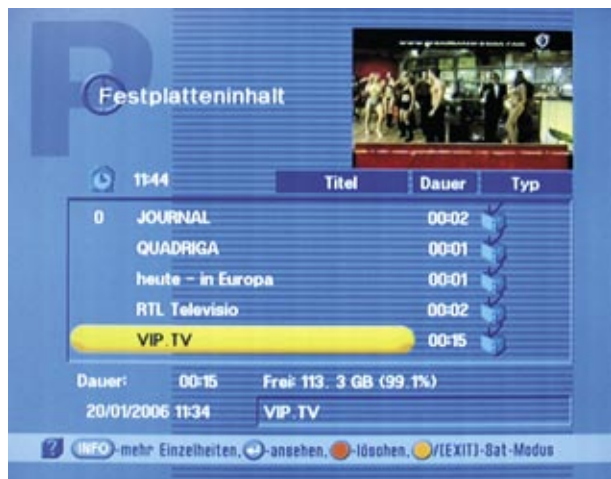 P
Festplatteninhalt
11:44
Titel Dauer Typ
0 JOURNAL 00:02
QUADRIGA 00:01
heute - in Europa 00:01
RTL Televisio 00:02
VIP.TV 00:15
Dauer: 00:15 Frei: 113. 3 GB (99.1%)
20/01/2006 11:34 VIP.TV
? INFO-mehr Einzelheiten, -ansehen, -löschen, /[EXIT]-Sat-Modus